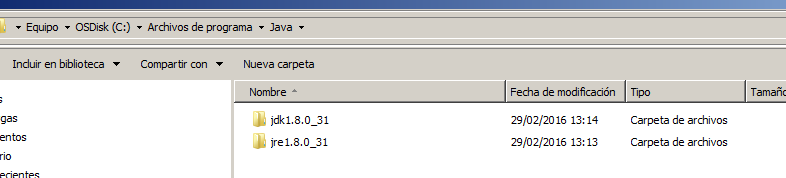 Equipo OSDisk (C:) Archivos de programa Java
Incluir en biblioteca Compartir con Nueva carpeta
Nombre Fecha de modificación Tipo Tamaño
jdk1.8.0_31 29/02/2016 13:14 Carpeta de archivos
jre1.8.0_31 29/02/2016 13:13 Carpeta de archivos
s
gas
entos
rio
ecientes